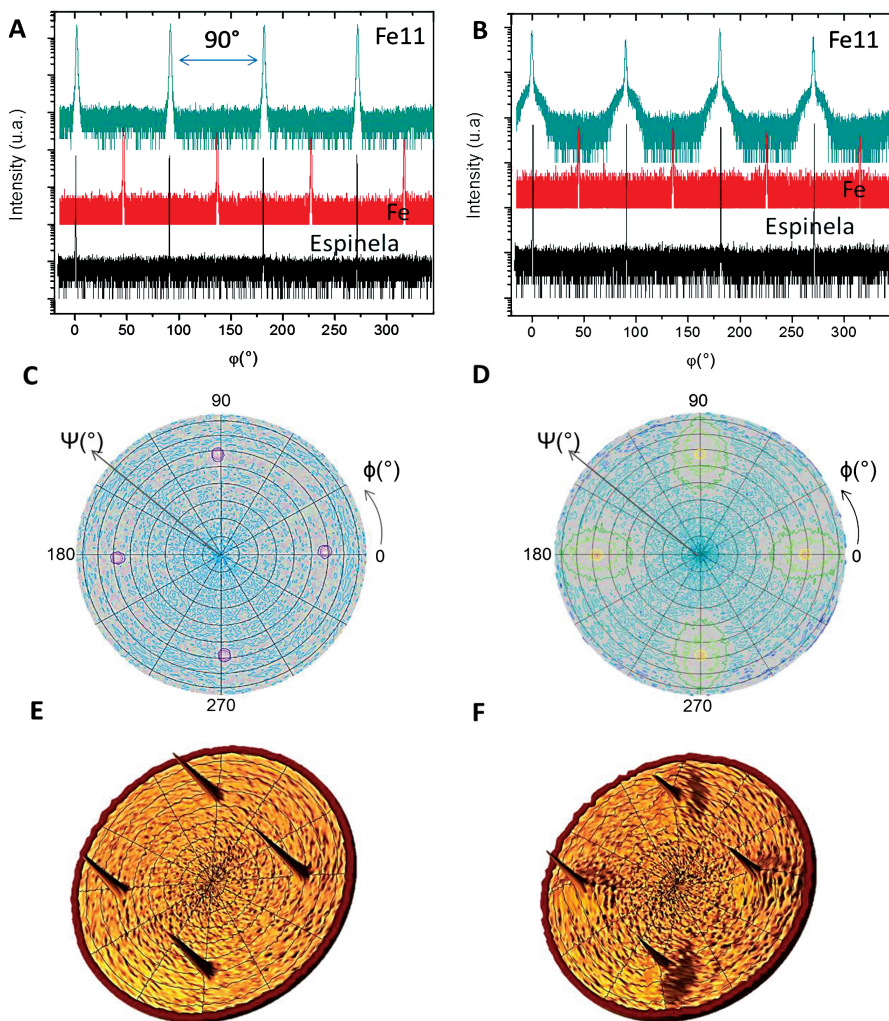 A
Fe11
90°
Fe
Espinela
Intensity (u.a.)
0 50 100 150 200 250 300
φ(°)
B
Fe11
Fe
Espinela
Intensity (u.a)
0 50 100 150 200 250 300
φ(°)
C
90
Ψ(°)
ϕ(°)
180
0
270
D
90
Ψ(°)
ϕ(°)
180
0
270
E
F